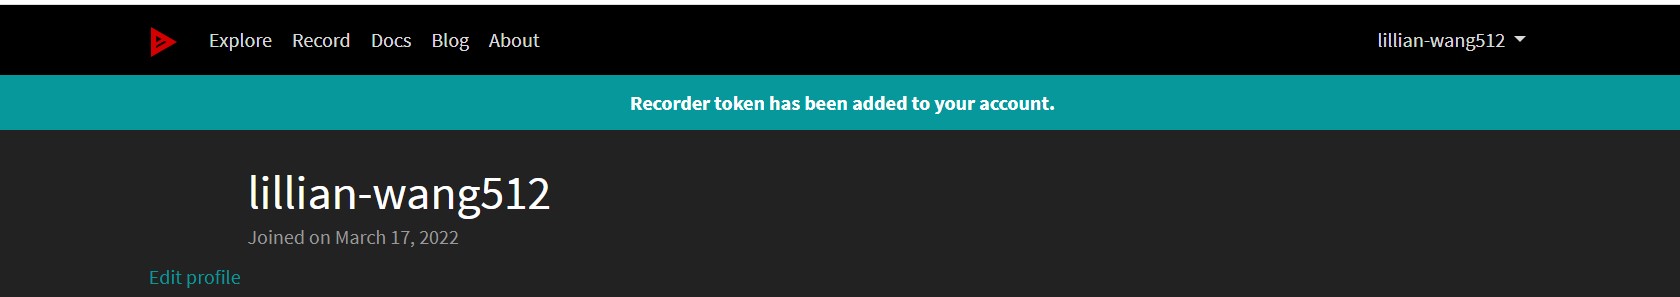 Explore Record Docs Blog About lillian-wang512
Recorder token has been added to your account.
lillian-wang512
Joined on March 17, 2022
Edit profile